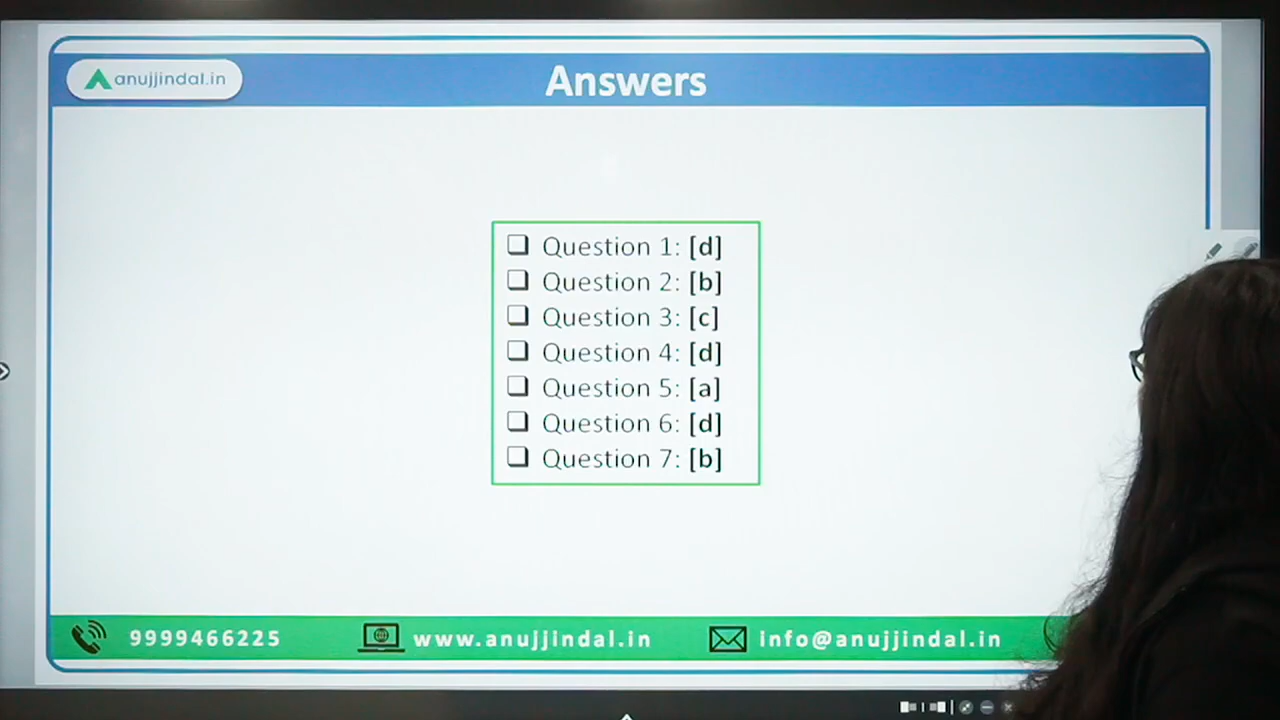 anujjindal.in
Answers
Question 1: [d]
Question 2: [b]
Question 3: [c]
Question 4: [d]
Question 5: [a]
Question 6: [d]
Question 7: [b]
9999466225 www.anujjindal.in info@anujjindal.in